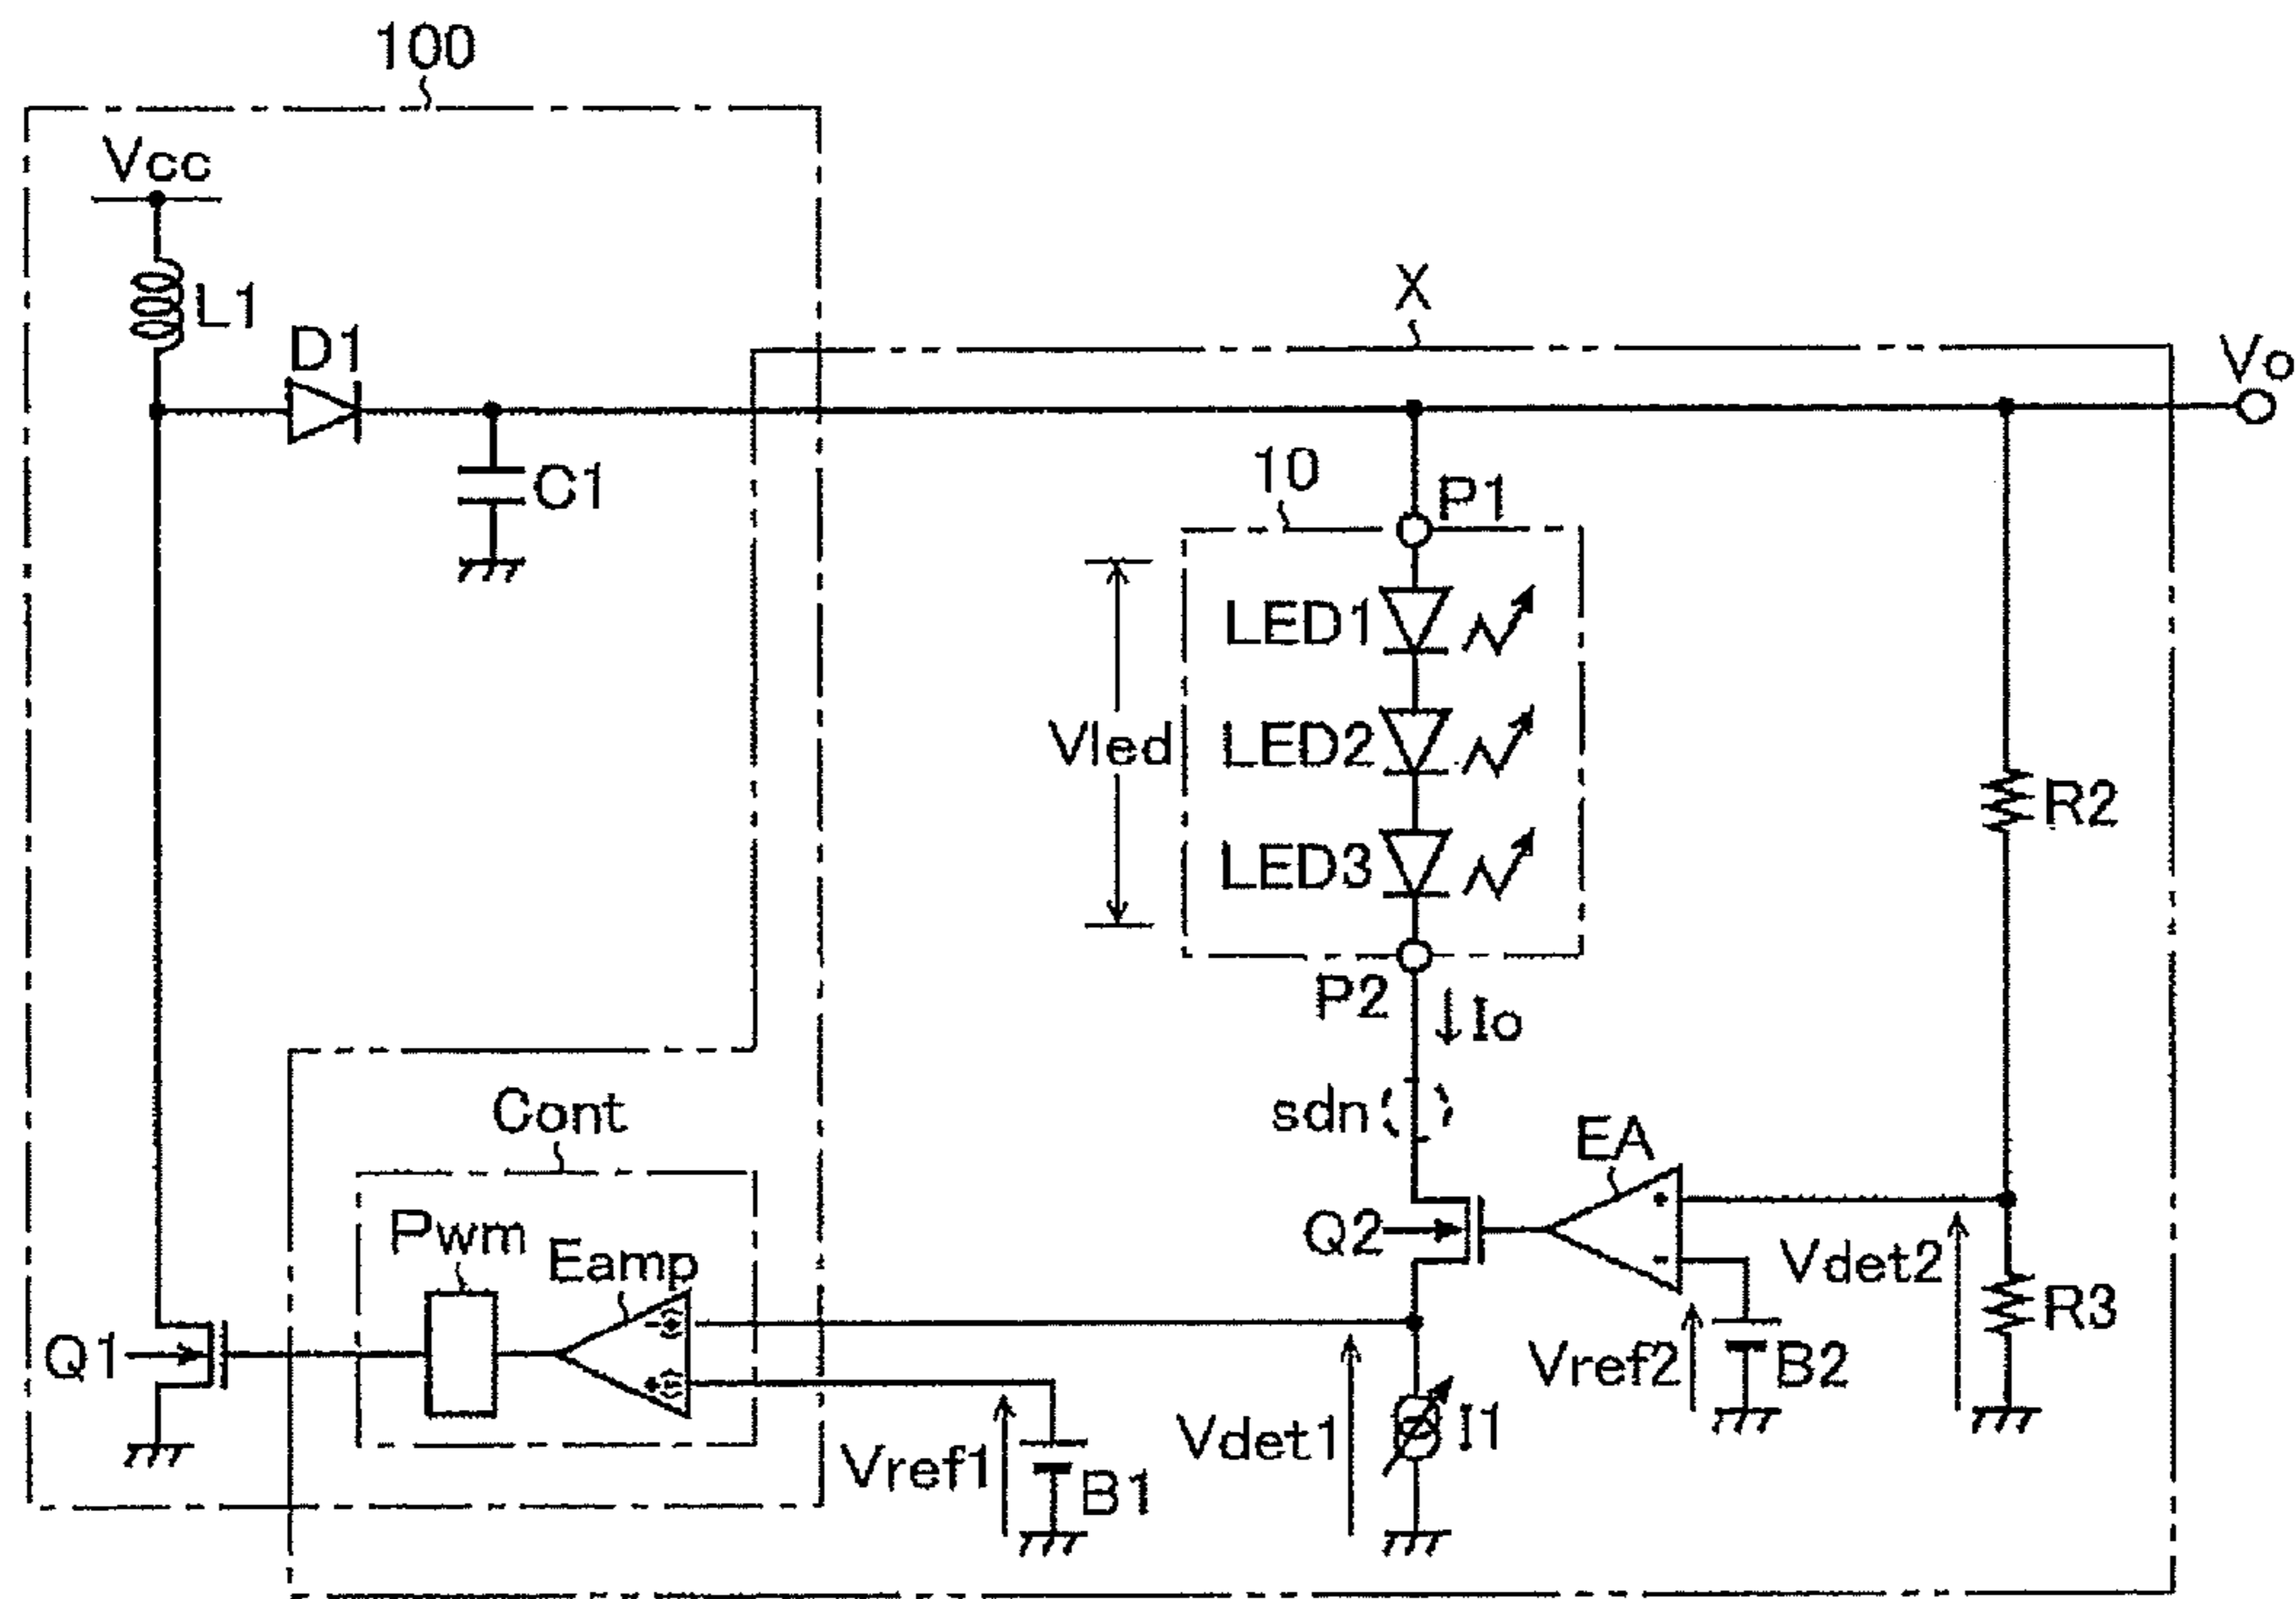 100
Vcc
L1
D1
C1
X
Vo
10
P1
LED1
Vled
LED2
LED3
R2
P2
Io
sdn
Cont
EA
Pwm
Eamp
Q2
Vdet2
R3
Q1
Vref2
B2
Vref1
B1
Vdet1
I1